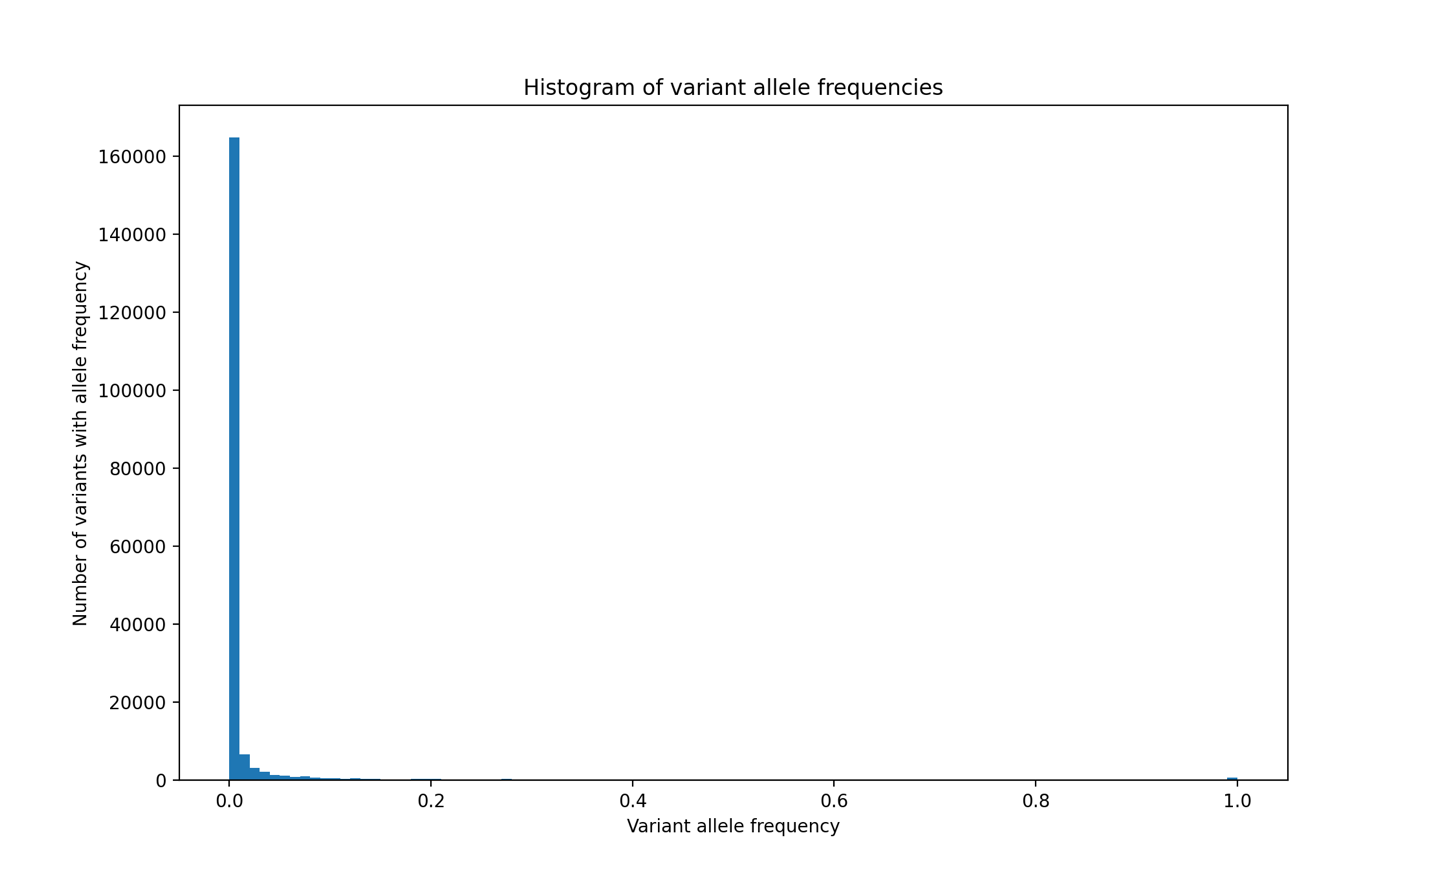 Histogram of variant allele frequencies
Number of variants with allele frequency
160000
140000
120000
100000
80000
60000
40000
20000
0
0.0 0.2 0.4 0.6 0.8 1.0
Variant allele frequency